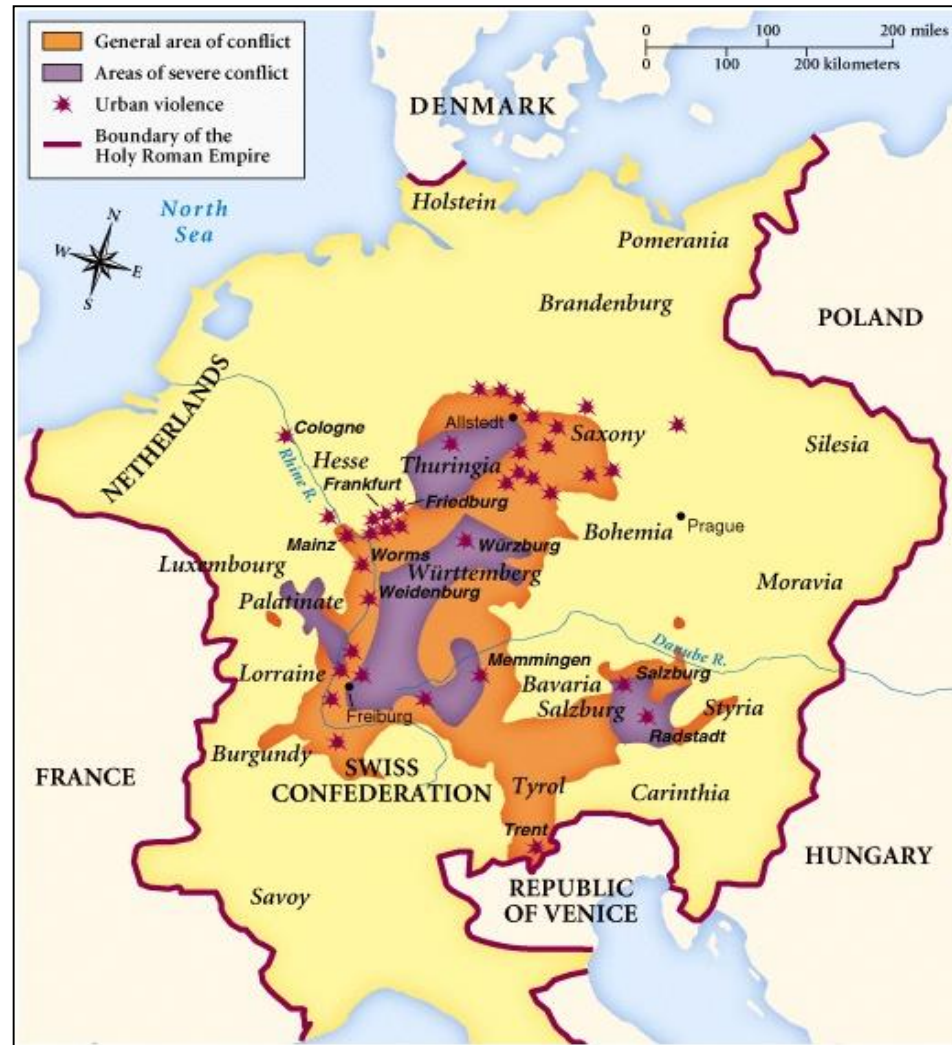 General area of conflict
Areas of severe conflict
Urban violence
Boundary of the
Holy Roman Empire
0 100 200 miles
0 100 200 kilometers
DENMARK
North
Sea
N
W
E
S
Holstein
Pomerania
Brandenburg
POLAND
NETHERLANDS
Cologne
Rhine R.
Hesse
Allstedt
Saxony
Thuringia
Silesia
Frankfurt
Friedburg
Bohemia
Prague
Mainz
Worms
Würzburg
Luxembourg
Württemberg
Moravia
Weidenburg
Palatinate
Danube R.
Lorraine
Memmingen
Bavaria
Salzburg
Salzburg
Styria
Freiburg
Radstadt
Burgundy
SWISS
CONFEDERATION
FRANCE
Tyrol
Carinthia
Trent
HUNGARY
REPUBLIC
OF VENICE
Savoy